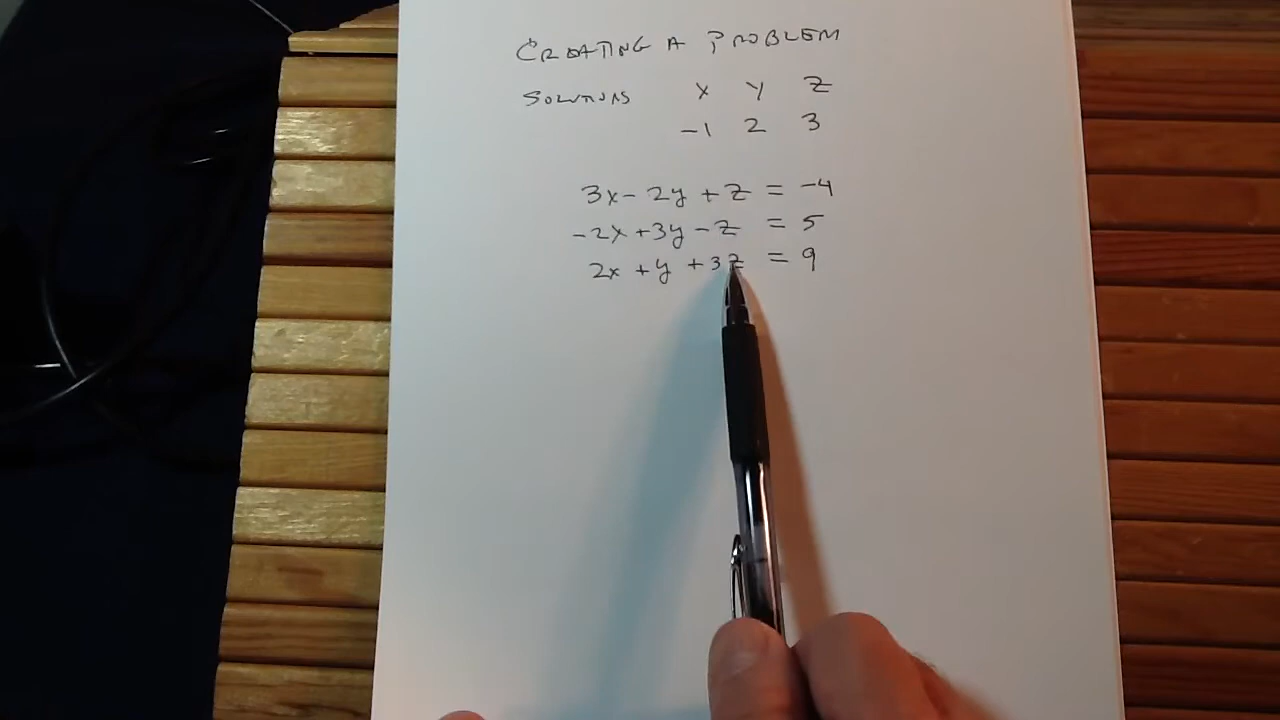 CREATING A PROBLEM
SOLUTIONS X Y Z
-1 2 3
3x - 2y + z = -4
-2x + 3y - z = 5
2x + y + 3z = 9